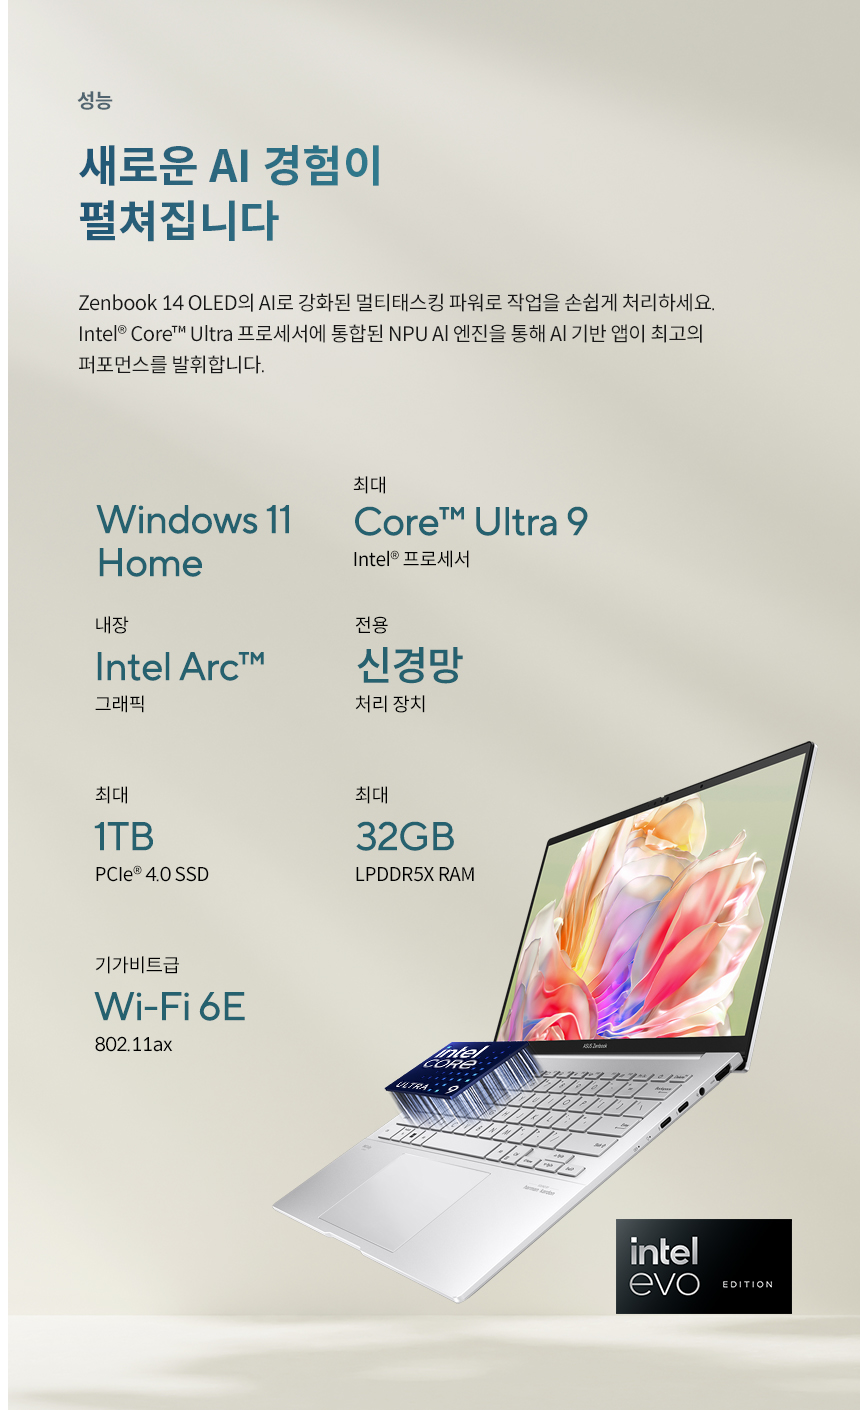 성능
새로운 AI 경험이
펼쳐집니다
Zenbook 14 OLED의 AI로 강화된 멀티태스킹 파워로 작업을 손쉽게 처리하세요.
Intel® Core™ Ultra 프로세서에 통합된 NPU AI 엔진을 통해 AI 기반 앱이 최고의
퍼포먼스를 발휘합니다.
Windows 11
Home
최대
Core™ Ultra 9
Intel® 프로세서
내장
Intel Arc™
그래픽
전용
신경망
처리 장치
최대
1TB
PCIe® 4.0 SSD
최대
32GB
LPDDR5X RAM
기가비트급
Wi-Fi 6E
802.11ax
ASUS Zenbook
intel
CORE
ULTRA 9
harman kardon
intel
evo EDITION